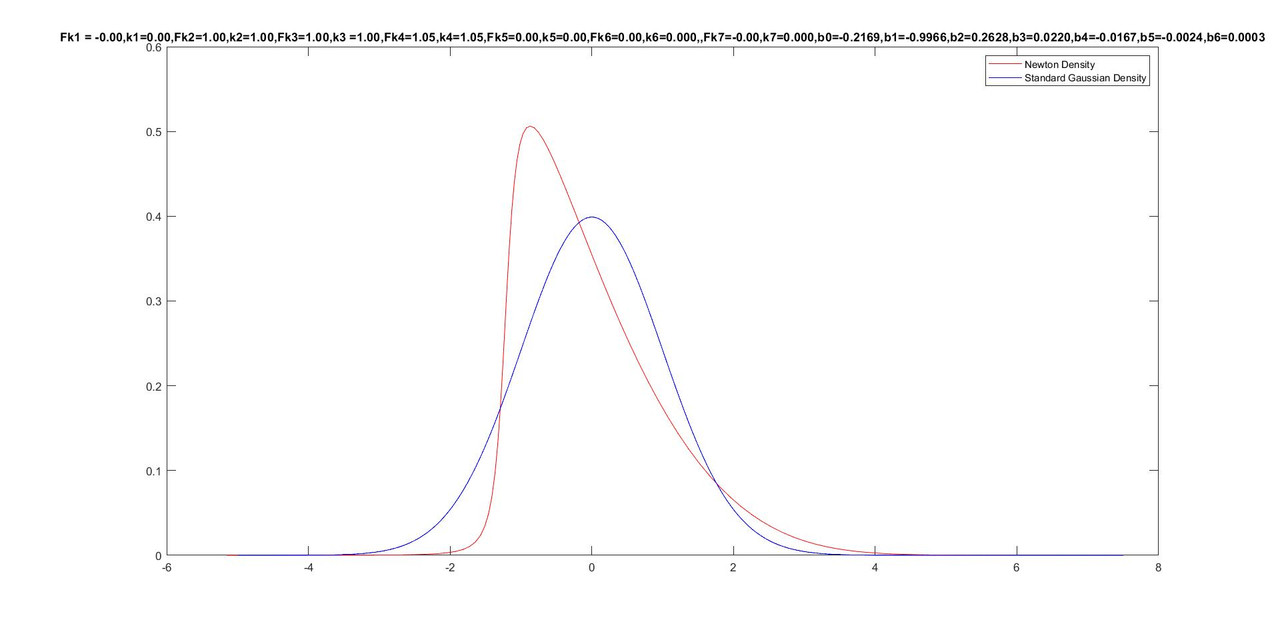 Fk1 = -0.00,k1=0.00,Fk2=1.00,k2=1.00,Fk3=1.00,k3 =1.00,Fk4=1.05,k4=1.05,Fk5=0.00,k5=0.00,Fk6=0.00,k6=0.000,,Fk7=-0.00,k7=0.000,b0=-0.2169,b1=-0.9966,b2=0.2628,b3=0.0220,b4=-0.0167,b5=-0.0024,b6=0.0003
0.6
Newton Density
Standard Gaussian Density
0.5
0.4
0.3
0.2
0.1
0
-6 -4 -2 0 2 4 6 8